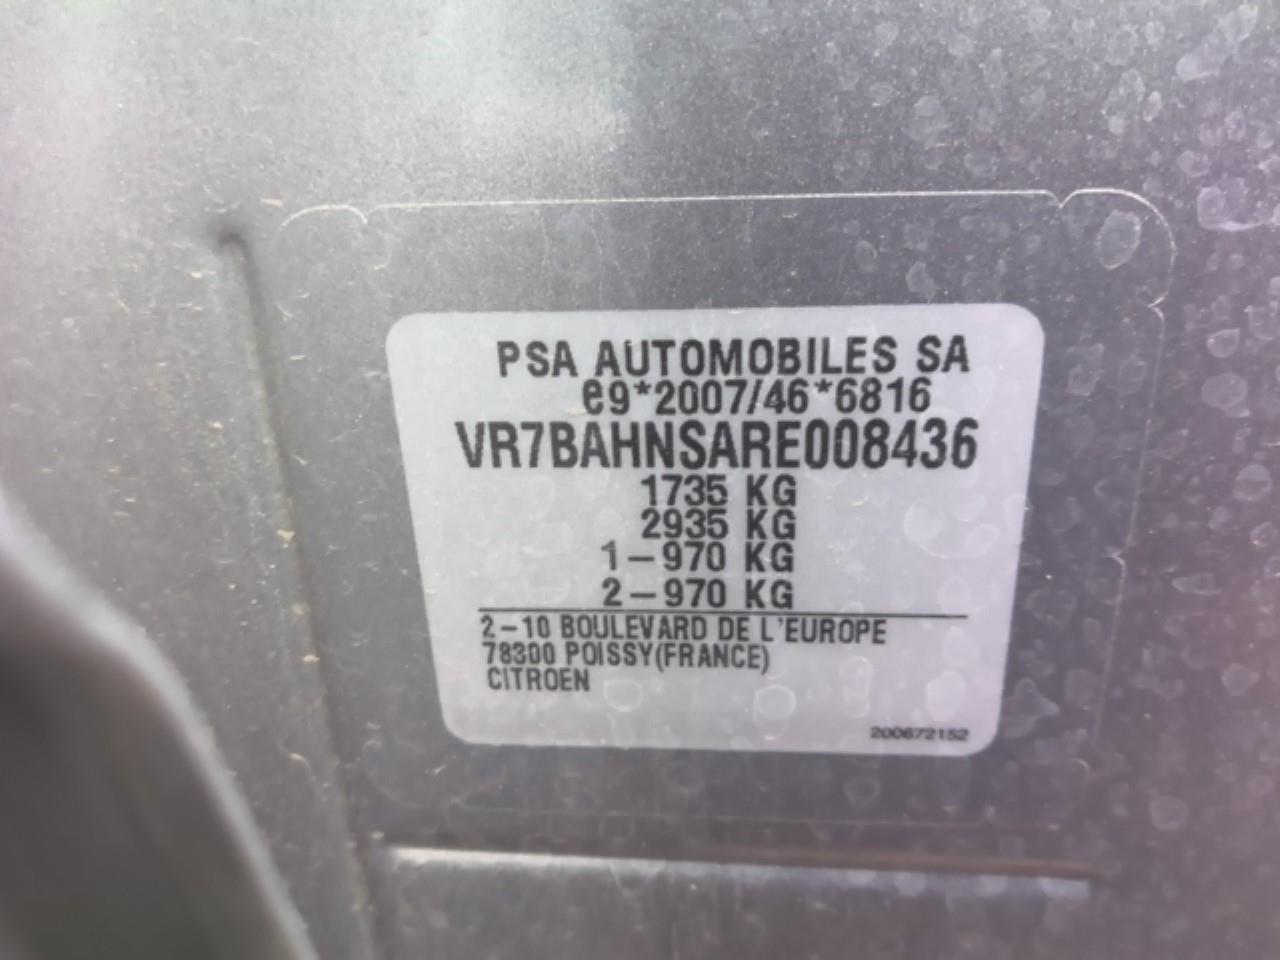 PSA AUTOMOBILES SA
e9*2007/46*6816
VR7BAHNSARE008436
1735 KG
2935 KG
1-970 KG
2-970 KG
2-10 BOULEVARD DE L'EUROPE
78300 POISSY(FRANCE)
CITROEN
200672152